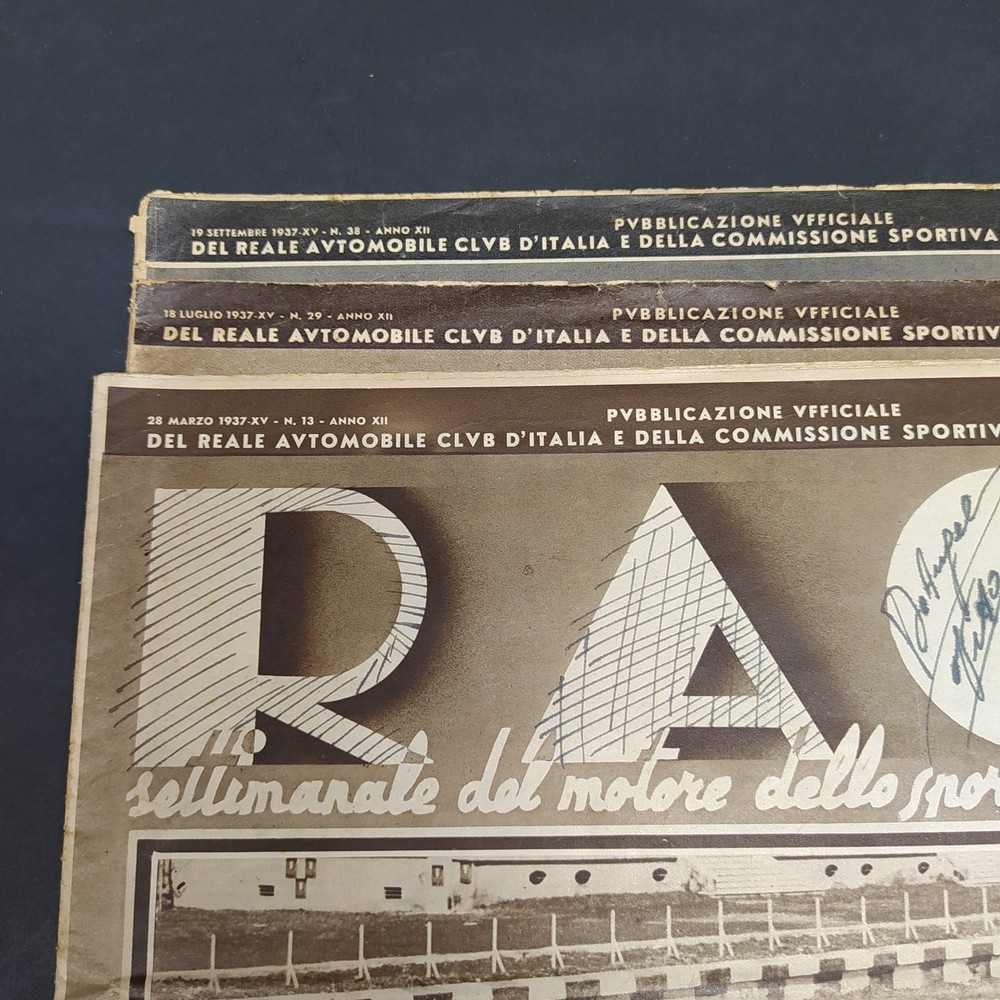 19 SETTEMBRE 1937-XV - N. 38 - ANNO XII
PVBBLICAZIONE VFFICIALE
DEL REALE AVTOMOBILE CLVB D'ITALIA E DELLA COMMISSIONE SPORTIVA
18 LUGLIO 1937-XV - N. 29 - ANNO XII
PVBBLICAZIONE VFFICIALE
DEL REALE AVTOMOBILE CLVB D'ITALIA E DELLA COMMISSIONE SPORTIV
28 MARZO 1937-XV - N. 13 - ANNO XII
PVBBLICAZIONE VFFICIALE
DEL REALE AVTOMOBILE CLVB D'ITALIA E DELLA COMMISSIONE SPORTIV
RA
settimanale del motore dello spor